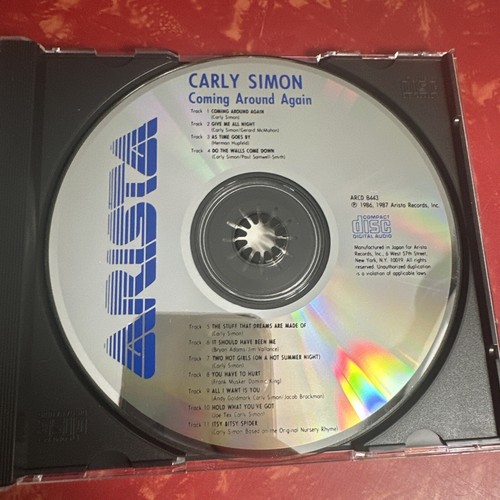 CARLY SIMON
Coming Around Again
Track 1 COMING AROUND AGAIN
(Carly Simon)
Track 2 GIVE ME ALL NIGHT
(Carly Simon/Gerard McMahon)
Track 3 AS TIME GOES BY
(Herman Hupfeld)
Track 4 DO THE WALLS COME DOWN
(Carly Simon/Paul Samwell-Smith)
ARISTA
ARCD 8443
℗ 1986, 1987 Arista Records, Inc.
COMPACT
disc
DIGITAL AUDIO
Manufactured in Japan for Arista
Records, Inc., 6 West 57th Street,
New York, N.Y. 10019. All rights
reserved. Unauthorized duplication
is a violation of applicable laws.
Track 5 THE STUFF THAT DREAMS ARE MADE OF
(Carly Simon)
Track 6 IT SHOULD HAVE BEEN ME
(Bryan Adams/Jim Vallance)
Track 7 TWO HOT GIRLS (ON A HOT SUMMER NIGHT)
(Carly Simon)
Track 8 YOU HAVE TO HURT
(Frank Musker/Dominic King)
Track 9 ALL I WANT IS YOU
(Andy Goldmark/Carly Simon/Jacob Brackman)
Track 10 HOLD WHAT YOU'VE GOT
(Joe Tex/Carly Simon)
Track 11 ITSY BITSY SPIDER
(Carly Simon Based on the Original Nursery Rhyme)